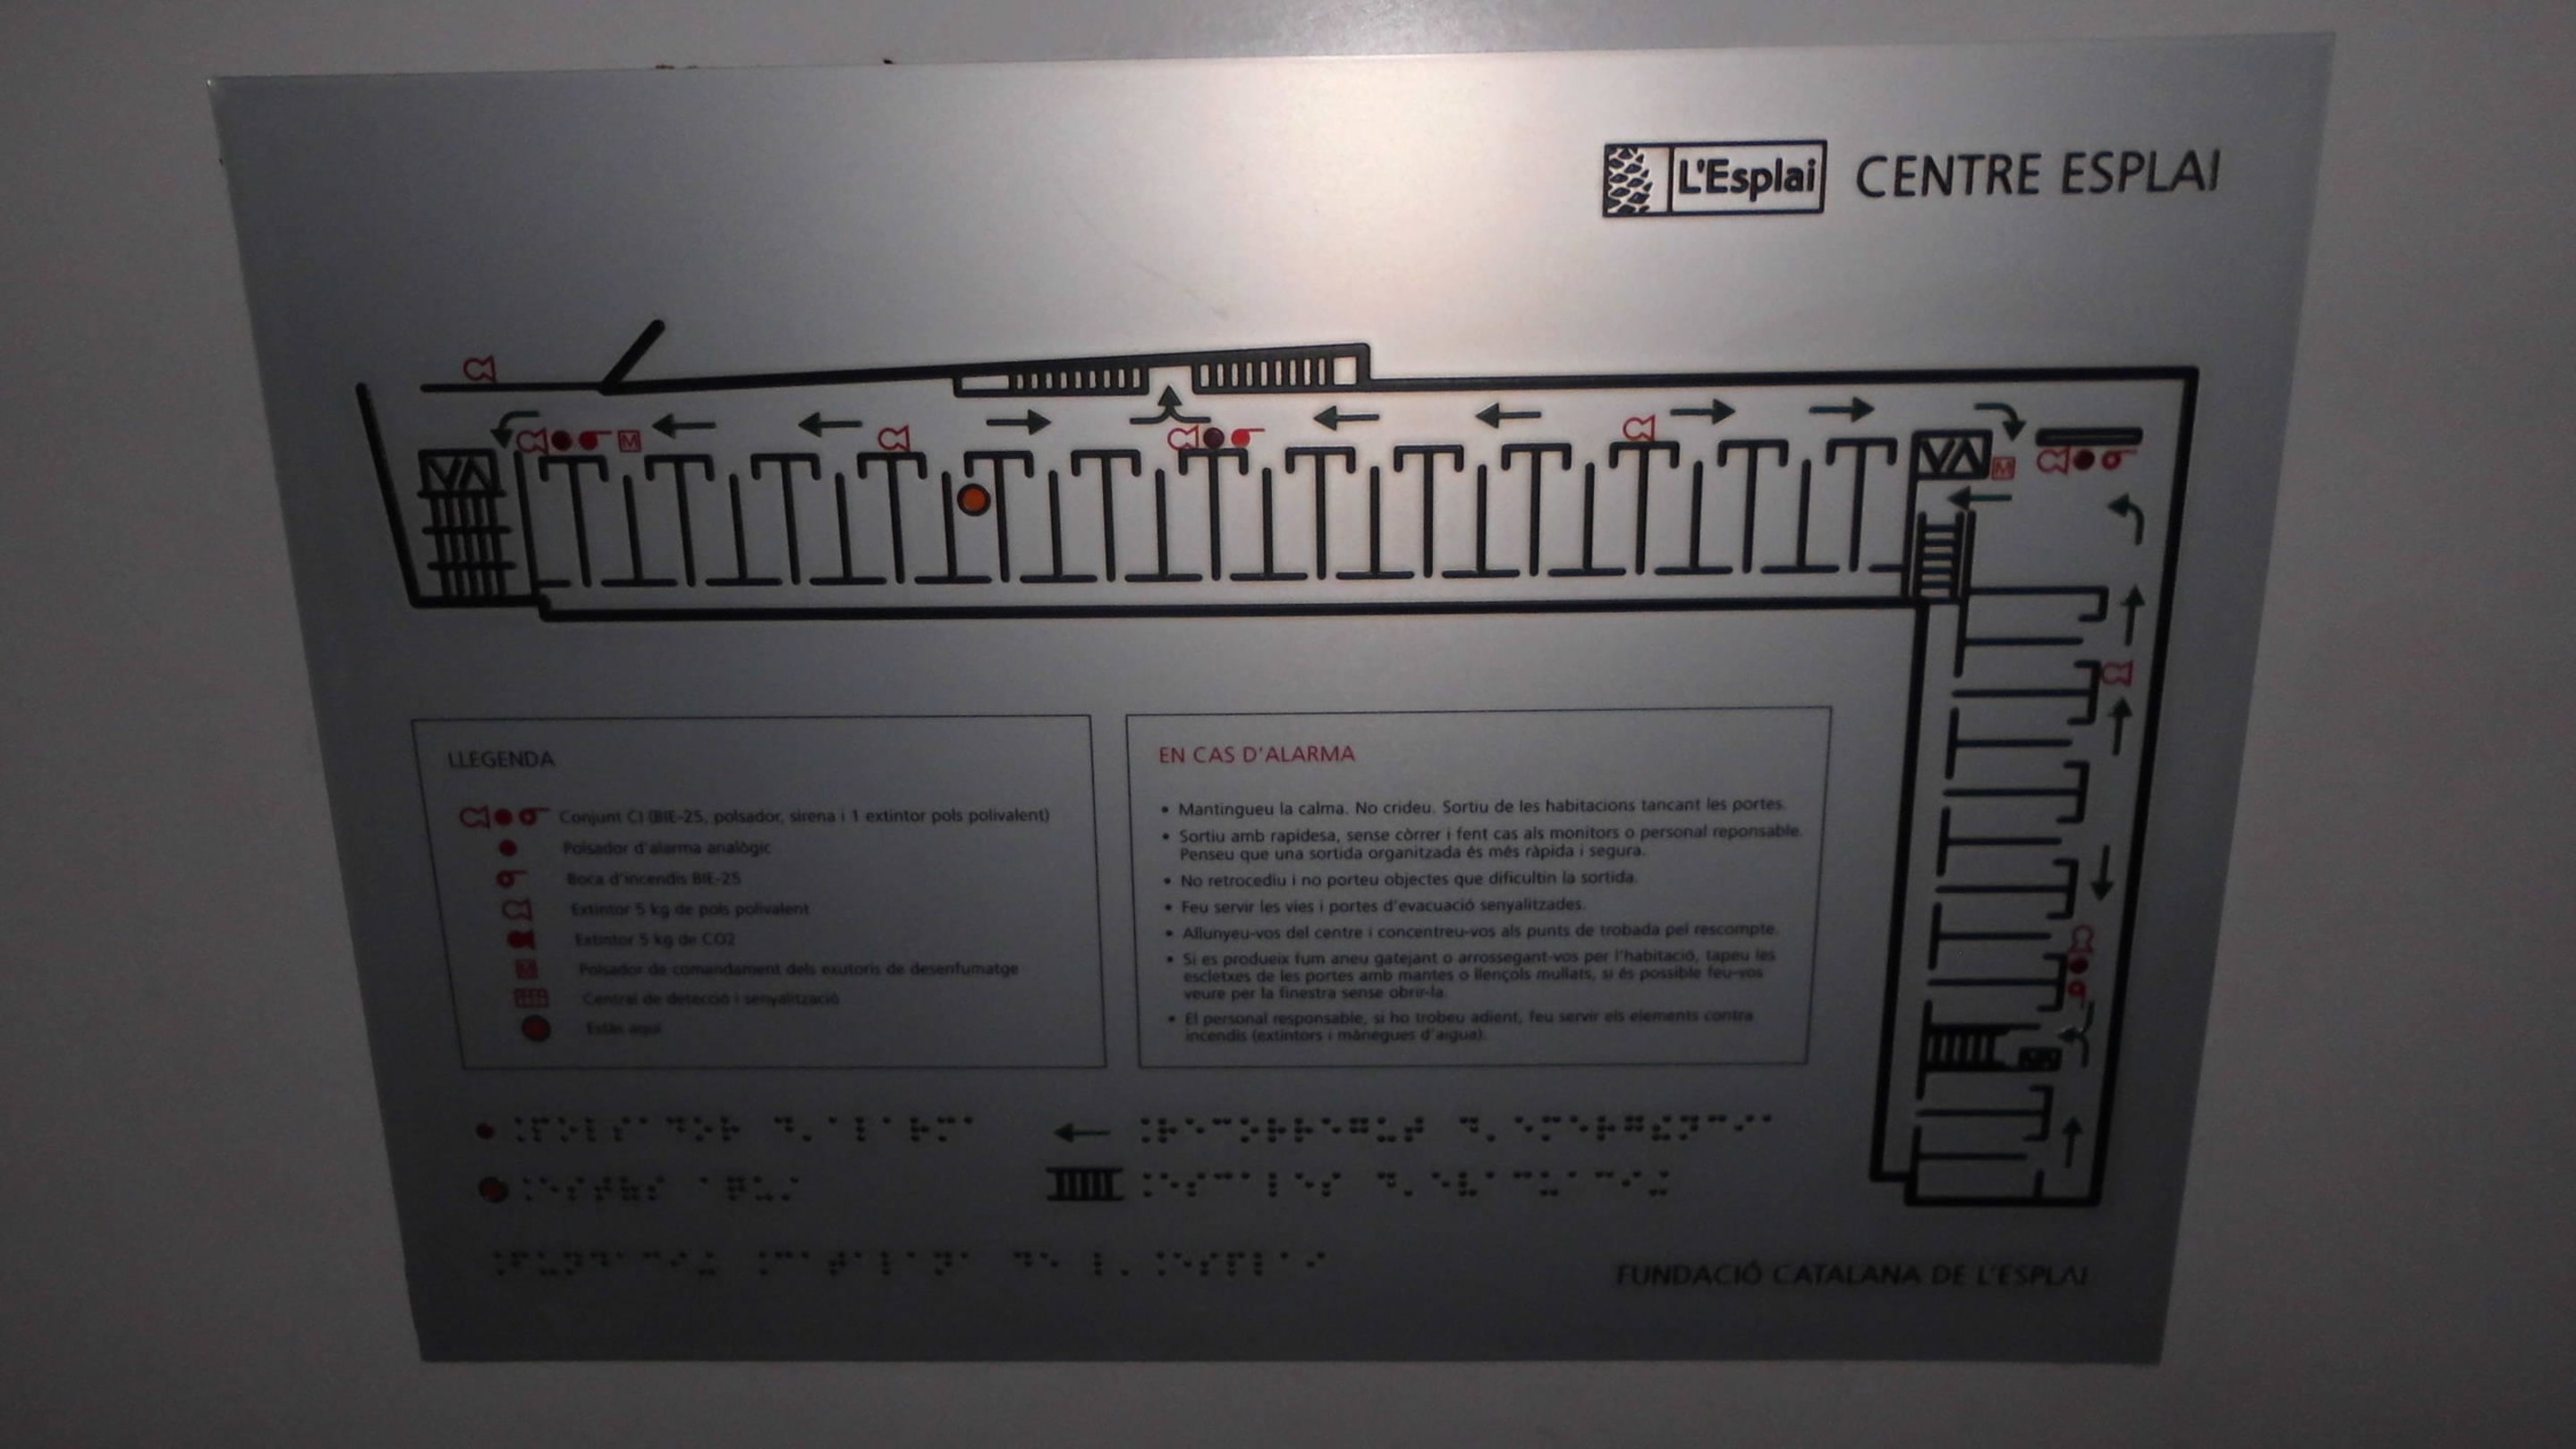 L'Esplai CENTRE ESPLAI
M
M
LLEGENDA
Conjunt CI (BIE-25, polsador, sirena i 1 extintor pols polivalent)
Polsador d'alarma analògic
Boca d'incendis BIE-25
Extintor 5 kg de pols polivalent
Extintor 5 kg de CO2
M Polsador de comandament dels exutoris de desenfumatge
Central de detecció i senyalització
Estàs aquí
EN CAS D'ALARMA
• Mantingueu la calma. No crideu. Sortiu de les habitacions tancant les portes.
• Sortiu amb rapidesa, sense còrrer i fent cas als monitors o personal reponsable.
Penseu que una sortida organitzada és més ràpida i segura.
• No retrocediu i no porteu objectes que dificultin la sortida.
• Feu servir les vies i portes d'evacuació senyalitzades.
• Allunyeu-vos del centre i concentreu-vos als punts de trobada pel rescompte.
• Si es produeix fum aneu gatejant o arrossegant-vos per l'habitació, tapeu les
escletxes de les portes amb mantes o llençols mullats, si és possible feu-vos
veure per la finestra sense obrir-la.
• El personal responsable, si ho trobeu adient, feu servir els elements contra
incendis (extintors i mànegues d'aigua).
FUNDACIÓ CATALANA DE L'ESPLAI